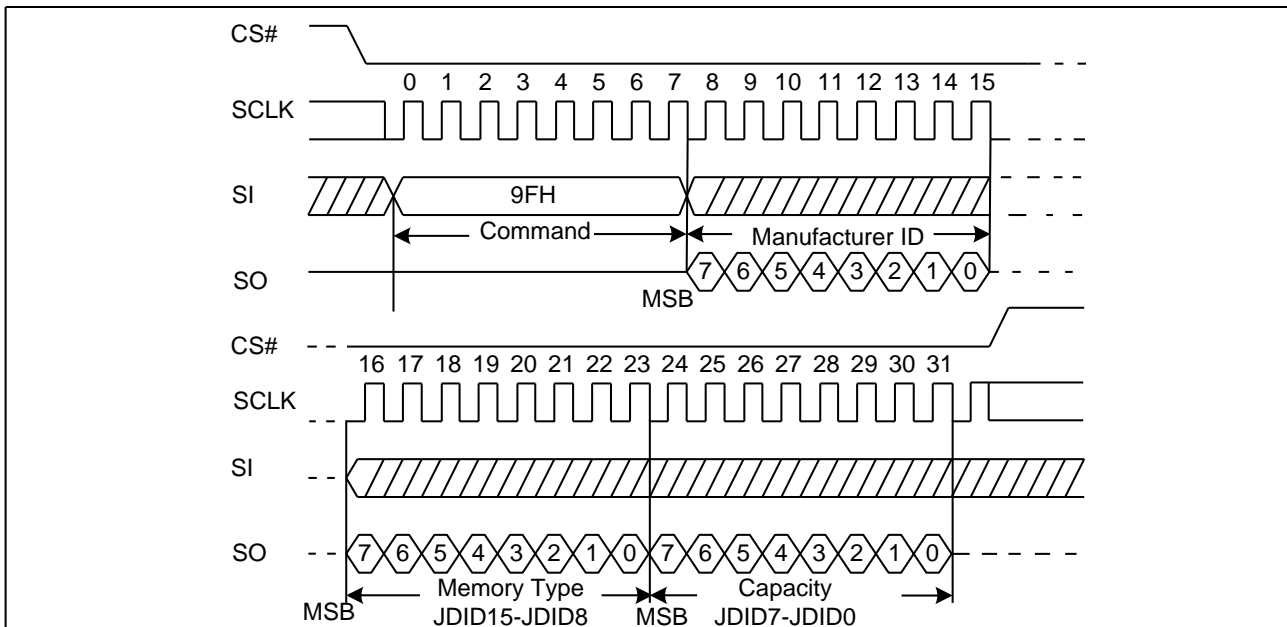 CS#
0 1 2 3 4 5 6 7 8 9 10 11 12 13 14 15
SCLK
SI
9FH
Command
Manufacturer ID
SO
7 6 5 4 3 2 1 0
MSB
CS#
16 17 18 19 20 21 22 23 24 25 26 27 28 29 30 31
SCLK
SI
SO
7 6 5 4 3 2 1 0 7 6 5 4 3 2 1 0
Memory Type Capacity
MSB JDID15-JDID8 MSB JDID7-JDID0